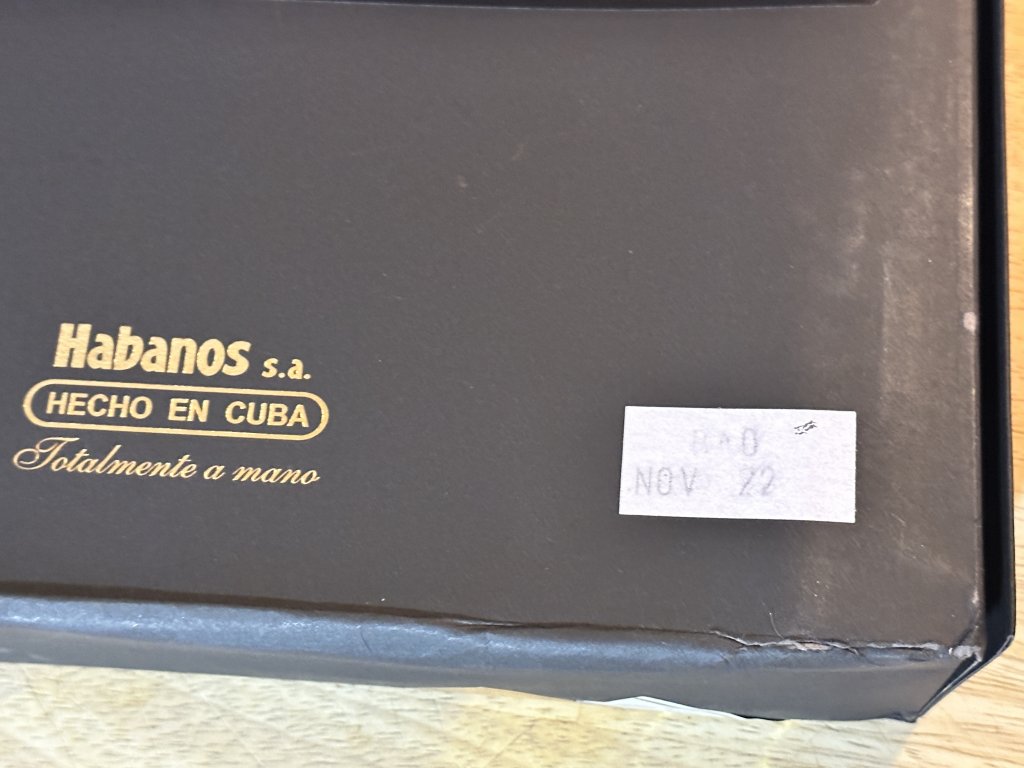 Habanos s.a.
HECHO EN CUBA
Totalmente a mano
NOV 22